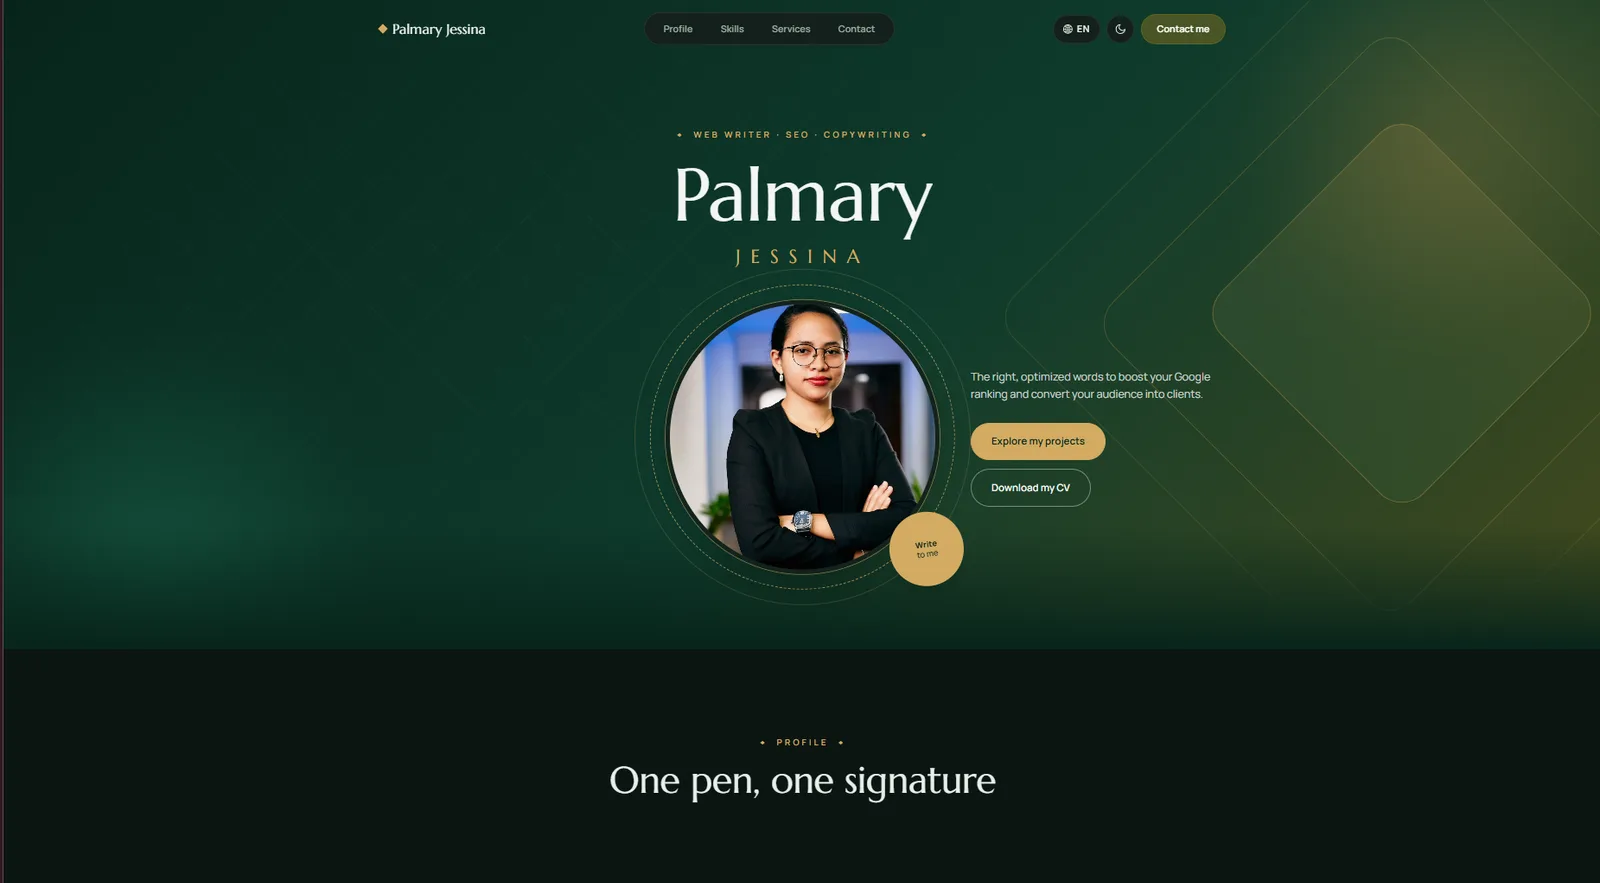 Palmary Jessina
Profile
Skills
Services
Contact
EN
Contact me
WEB WRITER · SEO · COPYWRITING
Palmary
JESSINA
The right, optimized words to boost your Google
ranking and convert your audience into clients.
Explore my projects
Download my CV
Write
to me
PROFILE
One pen, one signature